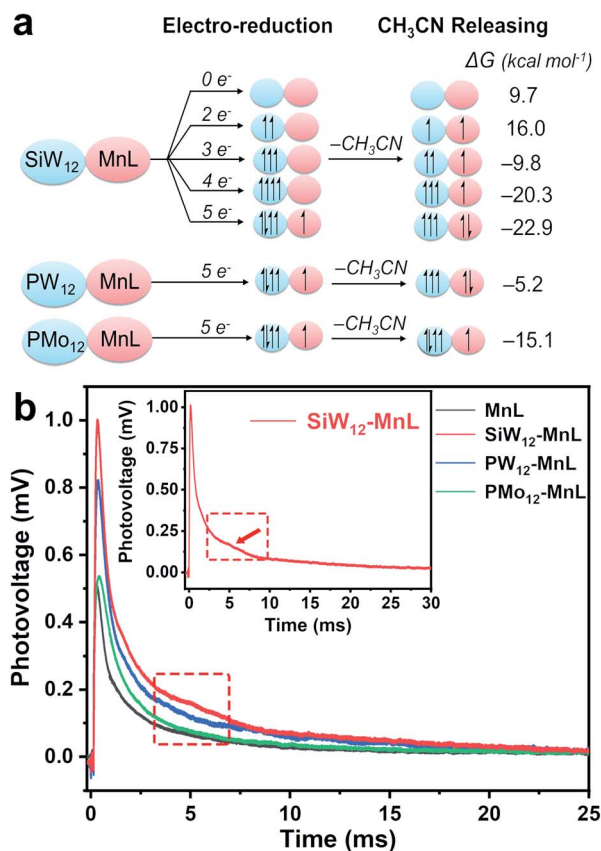 a
Electro-reduction CH₃CN Releasing
ΔG (kcal mol⁻¹)
0 e⁻ 9.7
2 e⁻ 16.0
SiW₁₂ MnL 3 e⁻ –CH₃CN –9.8
4 e⁻ –20.3
5 e⁻ –22.9
PW₁₂ MnL 5 e⁻ –CH₃CN –5.2
PMo₁₂ MnL 5 e⁻ –CH₃CN –15.1
b
Photovoltage (mV)
1.0
0.8
0.6
0.4
0.2
0.0
0 5 10 15 20 25
Time (ms)
Photovoltage (mV)
1.00
0.75
0.50
0.25
0.00
0 5 10 15 20 25 30
Time (ms)
SiW₁₂-MnL
MnL
SiW₁₂-MnL
PW₁₂-MnL
PMo₁₂-MnL